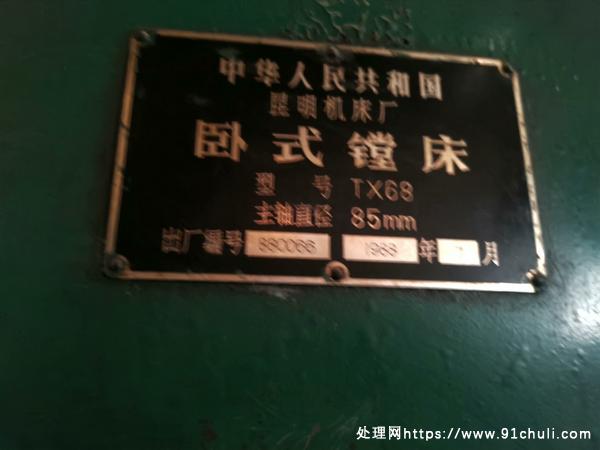 中华人民共和国
昆明机床厂
卧式镗床
型号 TX68
主轴直径 85mm
出厂编号 880066 1988 年 月
处理网https://www.91chuli.com/